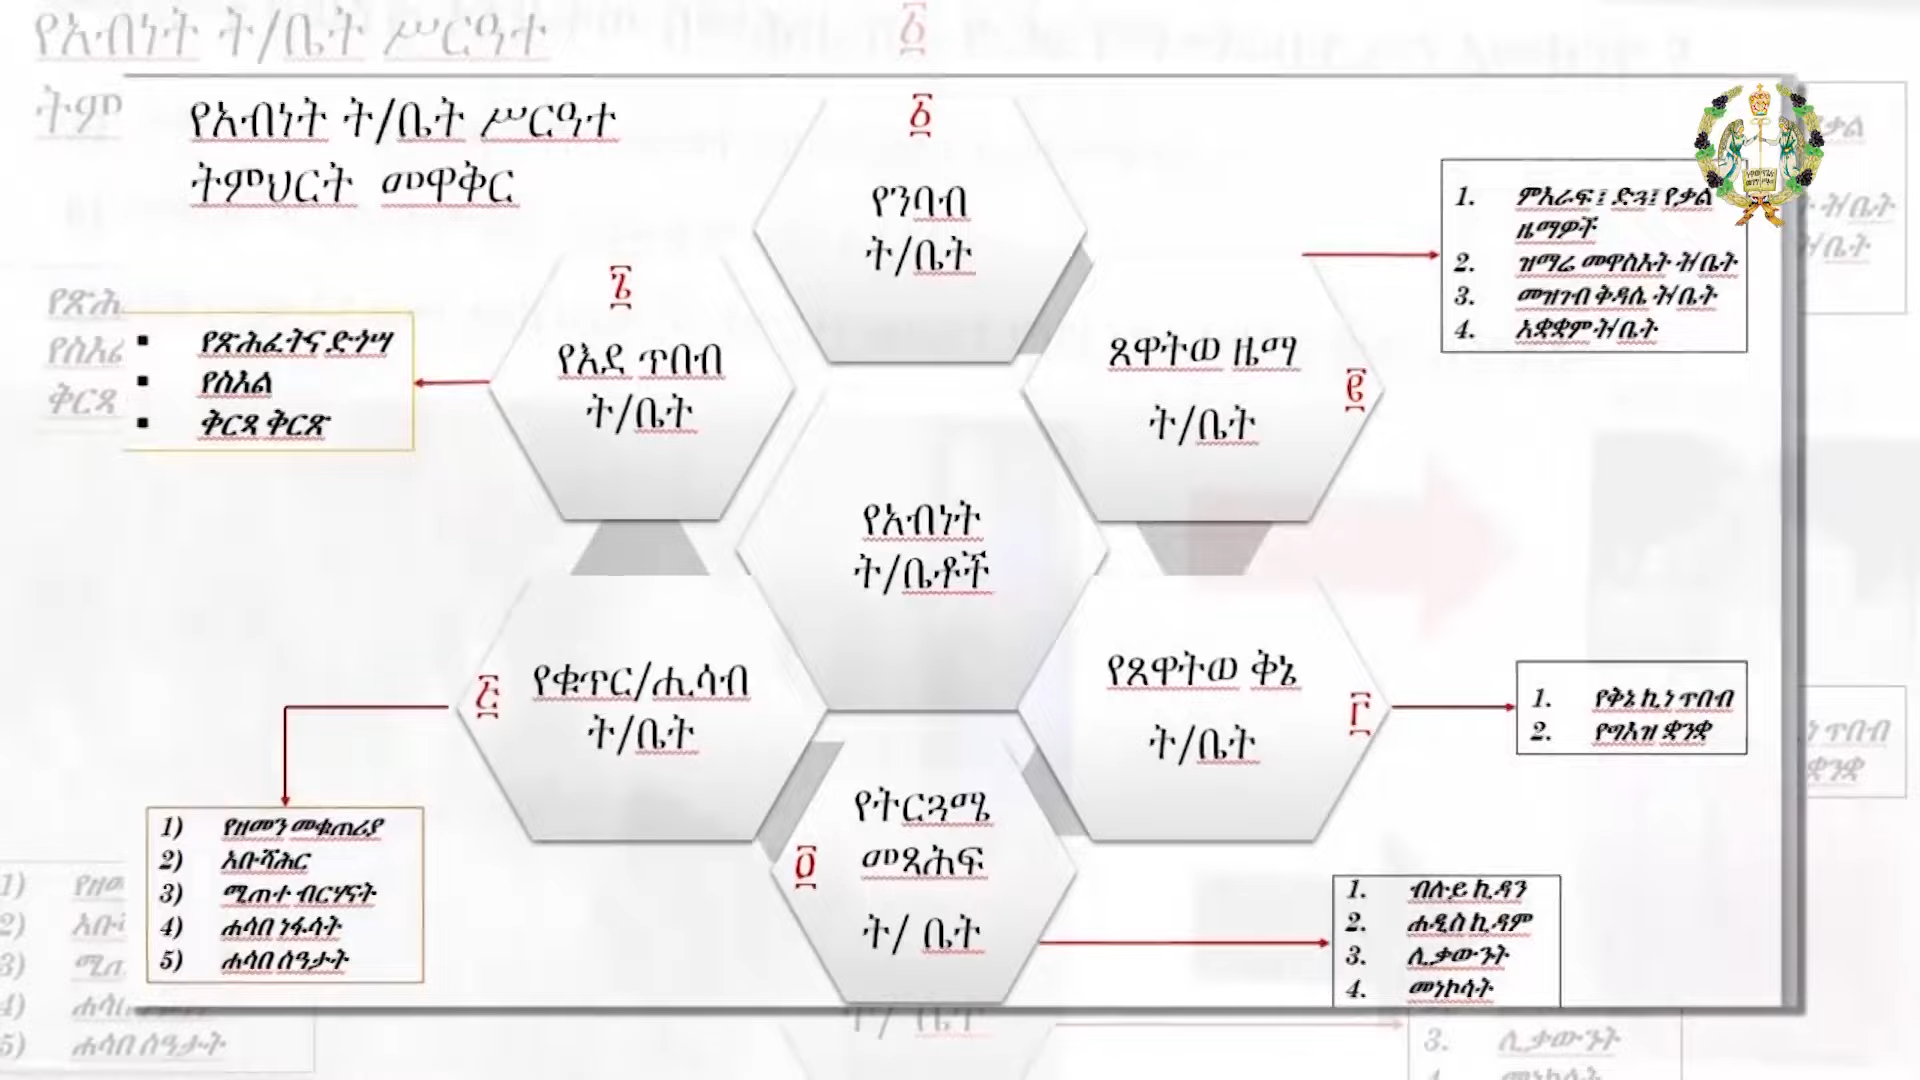 የአብነት ት/ቤት ሥርዓተ
ትምህርት መዋቅር
፩
የንባብ
ት/ቤት
፪
ጸዋትወ ዜማ
ት/ቤት
1. ምእራፍ፤ ድጓ፤ የቃል
ዜማዎች
2. ዝማሬ መዋስእት ት/ቤት
3. መዝገብ ቅዳሴ ት/ቤት
4. አቋቋም ት/ቤት
፫
የጸዋትወ ቅኔ
ት/ቤት
1. የቅኔ ኪነ ጥበብ
2. የግእዝ ቋንቋ
፬
የትርጓሜ
መጻሕፍ
ት/ ቤት
1. ብሉይ ኪዳን
2. ሐዲስ ኪዳም
3. ሊቃውንት
4. መነኮሳት
፭
የቁጥር/ሒሳብ
ት/ቤት
1) የዘመን መቁጠሪያ
2) አቡሻሕር
3) ሚጠተ ብርሃናት
4) ሐሳበ ነፋሳት
5) ሐሳበ ሰዓታት
፮
የእደ ጥበብ
ት/ቤት
▪ የጽሕፈትና ድጎሣ
▪ የስእል
▪ ቅርጻ ቅርጽ
የአብነት
ት/ቤቶች